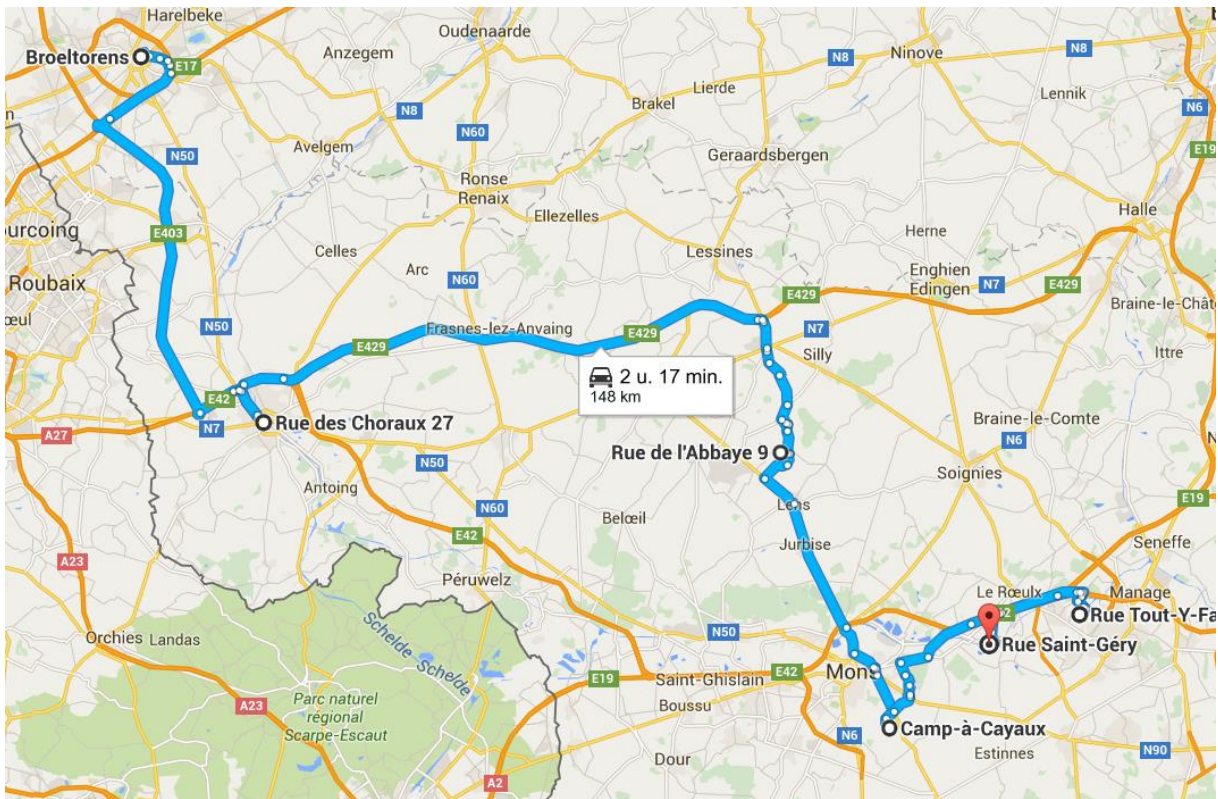 Harelbeke
Oudenaarde
Broeltorens
E17
Anzegem
N8
Ninove
N8
Lierde
Lennik
N6
Brakel
N8
N60
E19
N50
Avelgem
Geraardsbergen
Ronse
Renaix
Ellezelles
Halle
ourcoing
E403
Celles
Lessines
Herne
Roubaix
Arc
N60
Enghien
Edingen
N7
E429
Braine-le-Châte
N50
Frasnes-lez-Anvaing
E429
N7
Silly
Ittre
E429
2 u. 17 min.
148 km
E42
Rue des Choraux 27
N7
A27
Braine-le-Comte
N6
N50
Rue de l'Abbaye 9
Soignies
Antoing
N60
Lens
E19
Belœil
E42
Jurbise
Seneffe
A23
Péruwelz
Le Rœulx
Manage
Rue Tout-Y-Fa
Orchies
Landas
Schelde-Schelde
N50
Rue Saint-Géry
E42
Mons
E19
Saint-Ghislain
Parc naturel
régional
Scarpe-Escaut
A23
Boussu
N6
Camp-à-Cayaux
Estinnes
N90
Dour
A2